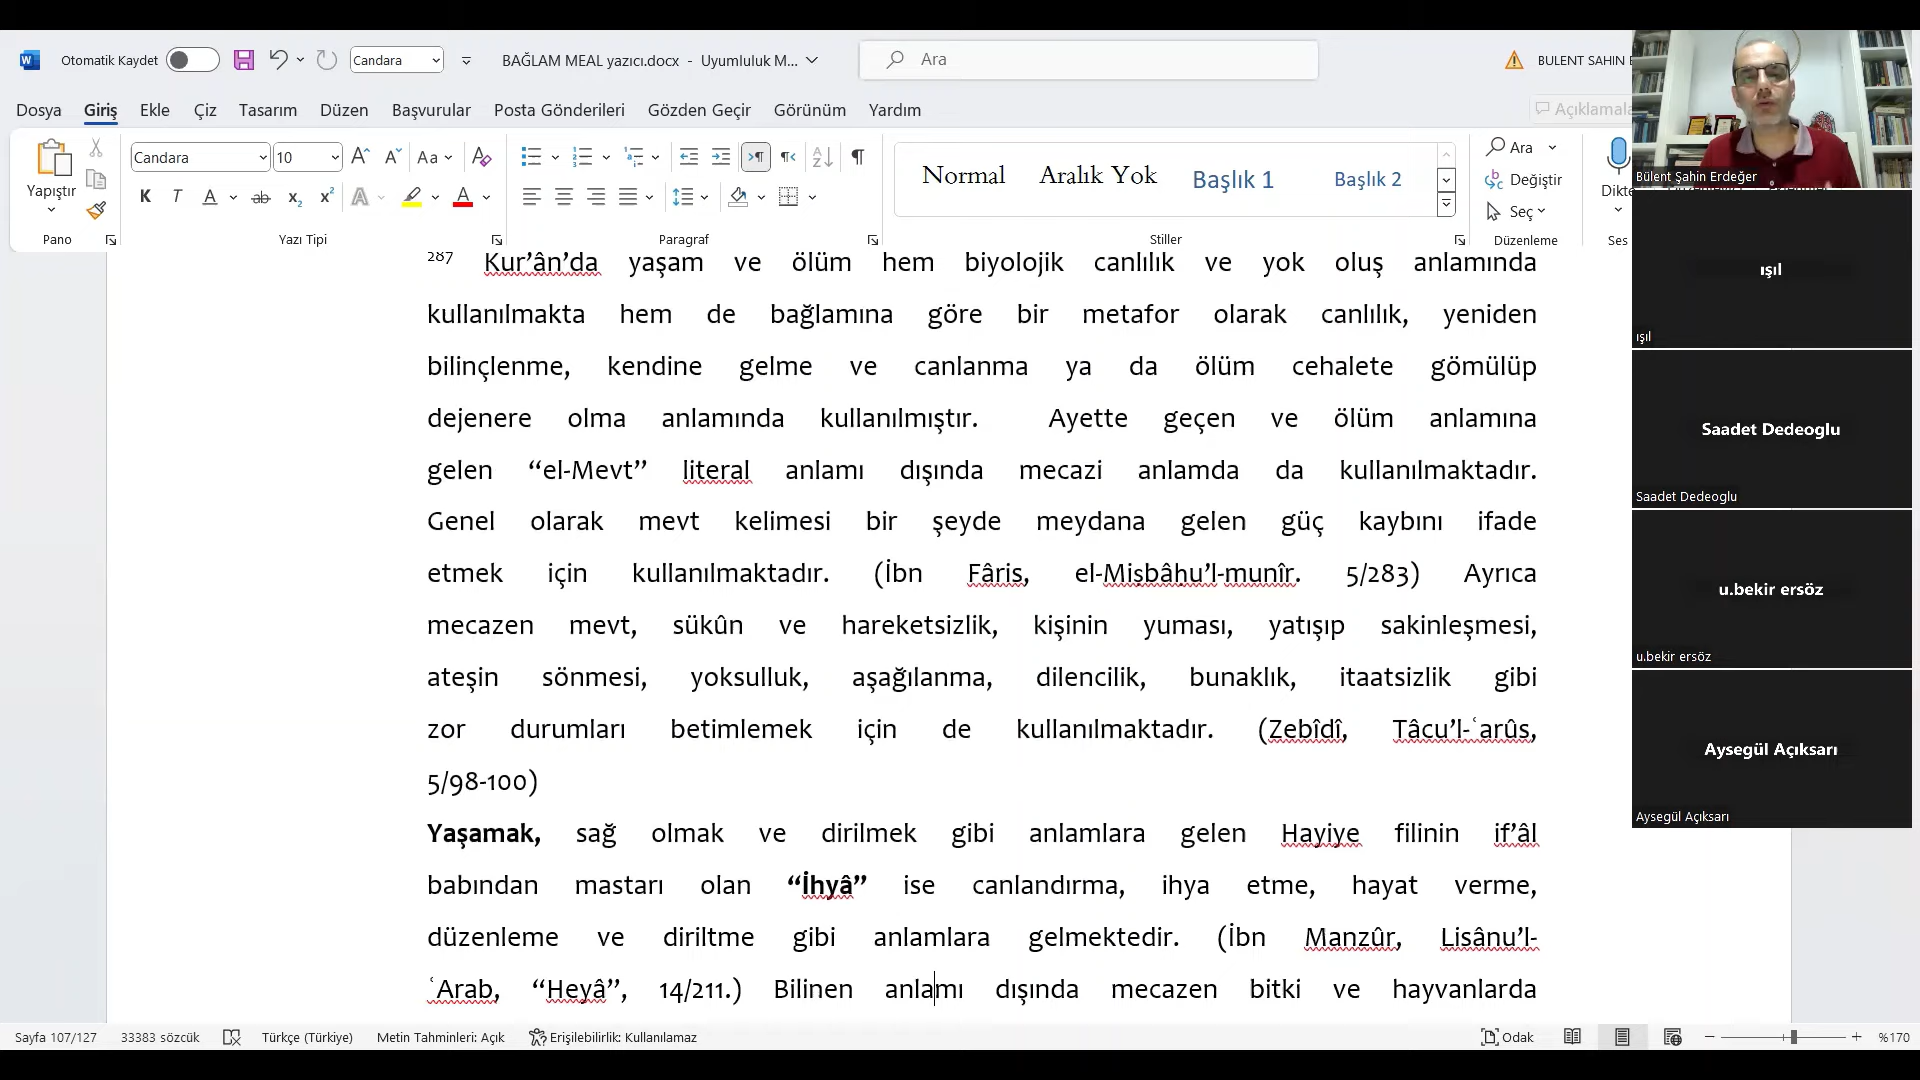 Otomatik Kaydet
Candara
BAĞLAM MEAL yazıcı.docx - Uyumluluk M...
Ara
BULENT SAHIN E
Dosya Giriş Ekle Çiz Tasarım Düzen Başvurular Posta Gönderileri Gözden Geçir Görünüm Yardım
Açıklamala
Yapıştır
Candara 10
Normal Aralık Yok Başlık 1 Başlık 2
Ara
Değiştir
Seç
Dikte
Pano Yazı Tipi Paragraf Stiller Düzenleme Ses
287 Kur’ân’da yaşam ve ölüm hem biyolojik canlılık ve yok oluş anlamında
kullanılmakta hem de bağlamına göre bir metafor olarak canlılık, yeniden
bilinçlenme, kendine gelme ve canlanma ya da ölüm cehalete gömülüp
dejenere olma anlamında kullanılmıştır. Ayette geçen ve ölüm anlamına
gelen “el-Mevt” literal anlamı dışında mecazi anlamda da kullanılmaktadır.
Genel olarak mevt kelimesi bir şeyde meydana gelen güç kaybını ifade
etmek için kullanılmaktadır. (İbn Fâris, el-Miṣbâḥu’l-munîr. 5/283) Ayrıca
mecazen mevt, sükûn ve hareketsizlik, kişinin yuması, yatışıp sakinleşmesi,
ateşin sönmesi, yoksulluk, aşağılanma, dilencilik, bunaklık, itaatsizlik gibi
zor durumları betimlemek için de kullanılmaktadır. (Zebîdî, Tâcu’l-ʿarûs,
5/98-100)
Yaşamak, sağ olmak ve dirilmek gibi anlamlara gelen Hayiye filinin if’âl
babından mastarı olan “İhyâ” ise canlandırma, ihya etme, hayat verme,
düzenleme ve diriltme gibi anlamlara gelmektedir. (İbn Manzûr, Lisânu’l-
ʿArab, “Heyâ”, 14/211.) Bilinen anlamı dışında mecazen bitki ve hayvanlarda
Bülent Şahin Erdeğer
ışıl
ışıl
Saadet Dedeoglu
Saadet Dedeoglu
u.bekir ersöz
u.bekir ersöz
Aysegül Açıksarı
Aysegül Açıksarı
Sayfa 107/127 33383 sözcük Türkçe (Türkiye) Metin Tahminleri: Açık Erişilebilirlik: Kullanılamaz Odak %170